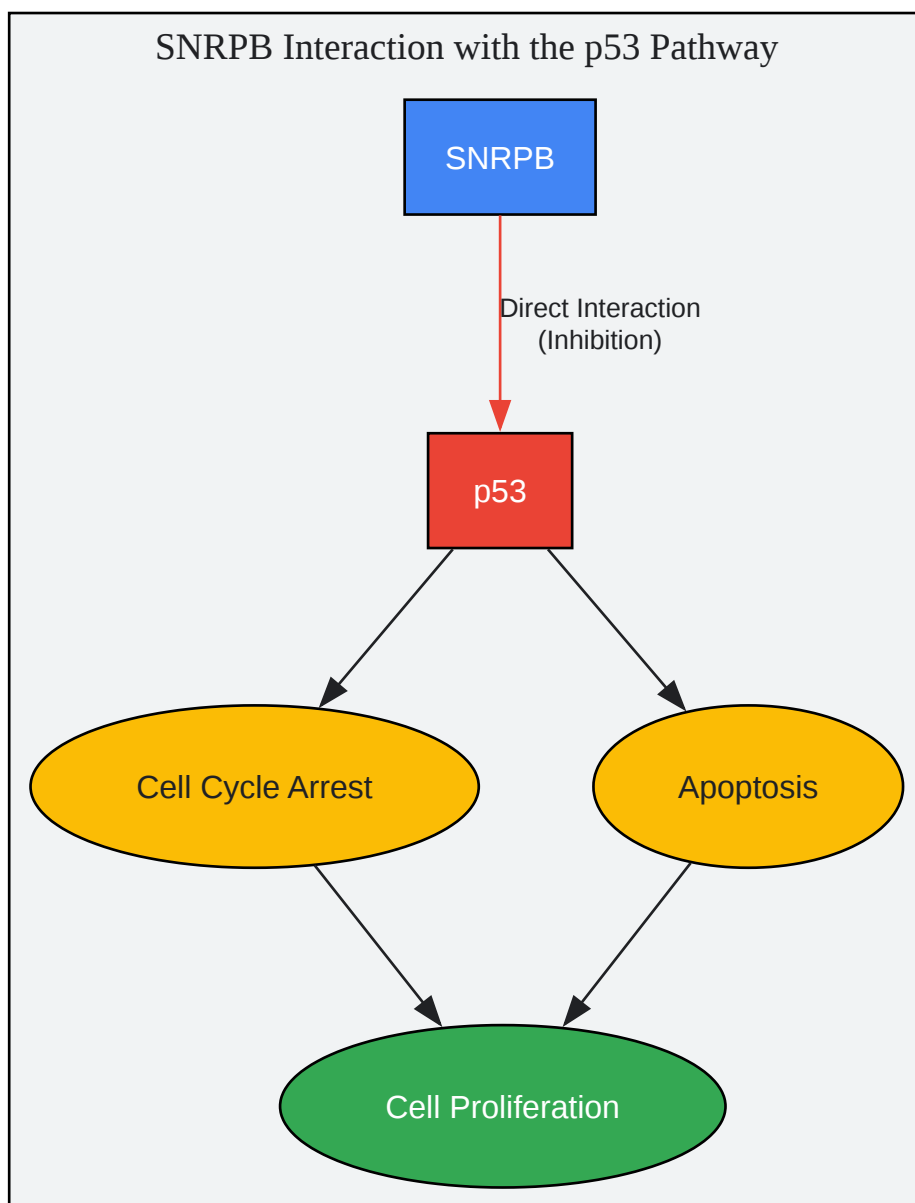 SNRPB Interaction with the p53 Pathway
SNRPB
Direct Interaction
(Inhibition)
p53
Cell Cycle Arrest
Apoptosis
Cell Proliferation